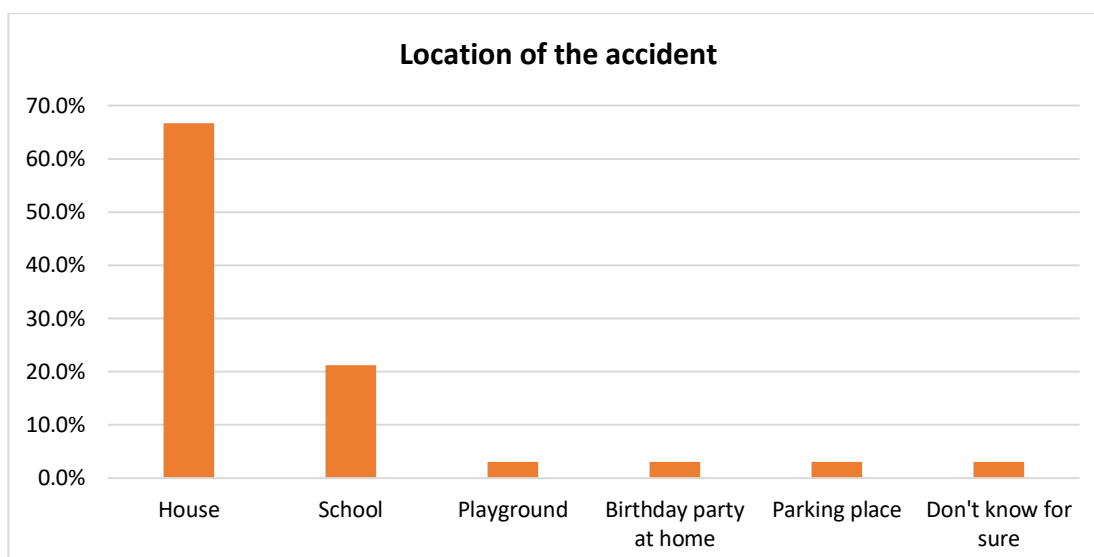 Location of the accident
70.0%
60.0%
50.0%
40.0%
30.0%
20.0%
10.0%
0.0%
House School Playground Birthday party Parking place Don't know for
at home sure